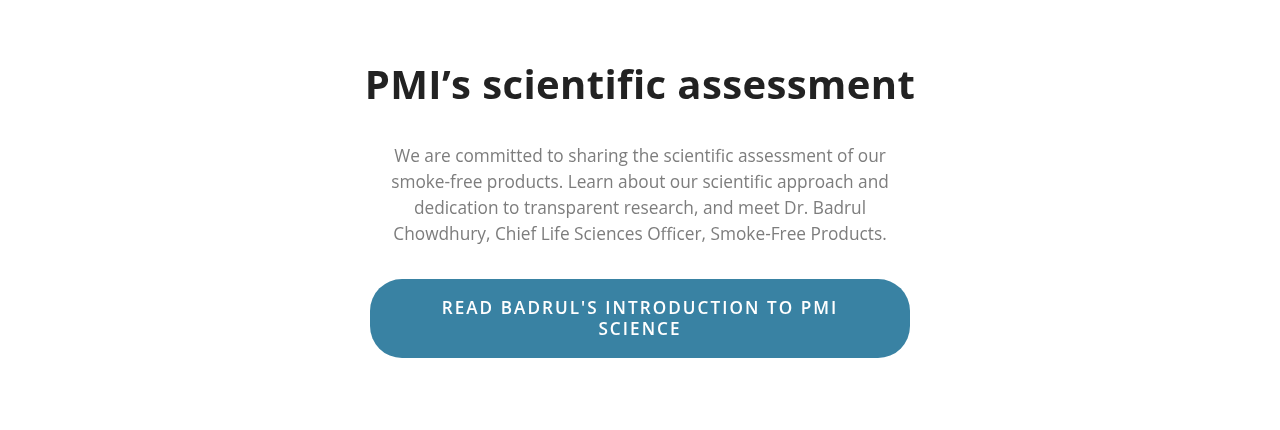 PMI’s scientific assessment
We are committed to sharing the scientific assessment of our
smoke-free products. Learn about our scientific approach and
dedication to transparent research, and meet Dr. Badrul
Chowdhury, Chief Life Sciences Officer, Smoke-Free Products.
READ BADRUL'S INTRODUCTION TO PMI
SCIENCE